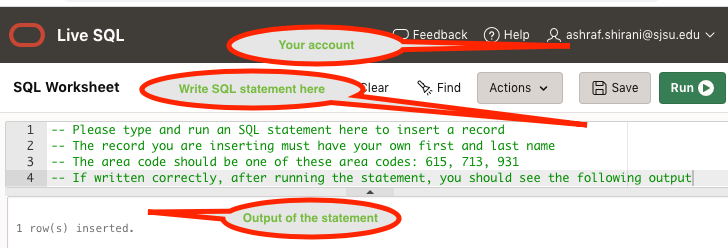 Live SQL
Feedback
Help
ashraf.shirani@sjsu.edu
Your account
SQL Worksheet
Write SQL statement here
Clear
Find
Actions
Save
Run
1 -- Please type and run an SQL statement here to insert a record
2 -- The record you are inserting must have your own first and last name
3 -- The area code should be one of these area codes: 615, 713, 931
4 -- If written correctly, after running the statement, you should see the following output
Output of the statement
1 row(s) inserted.